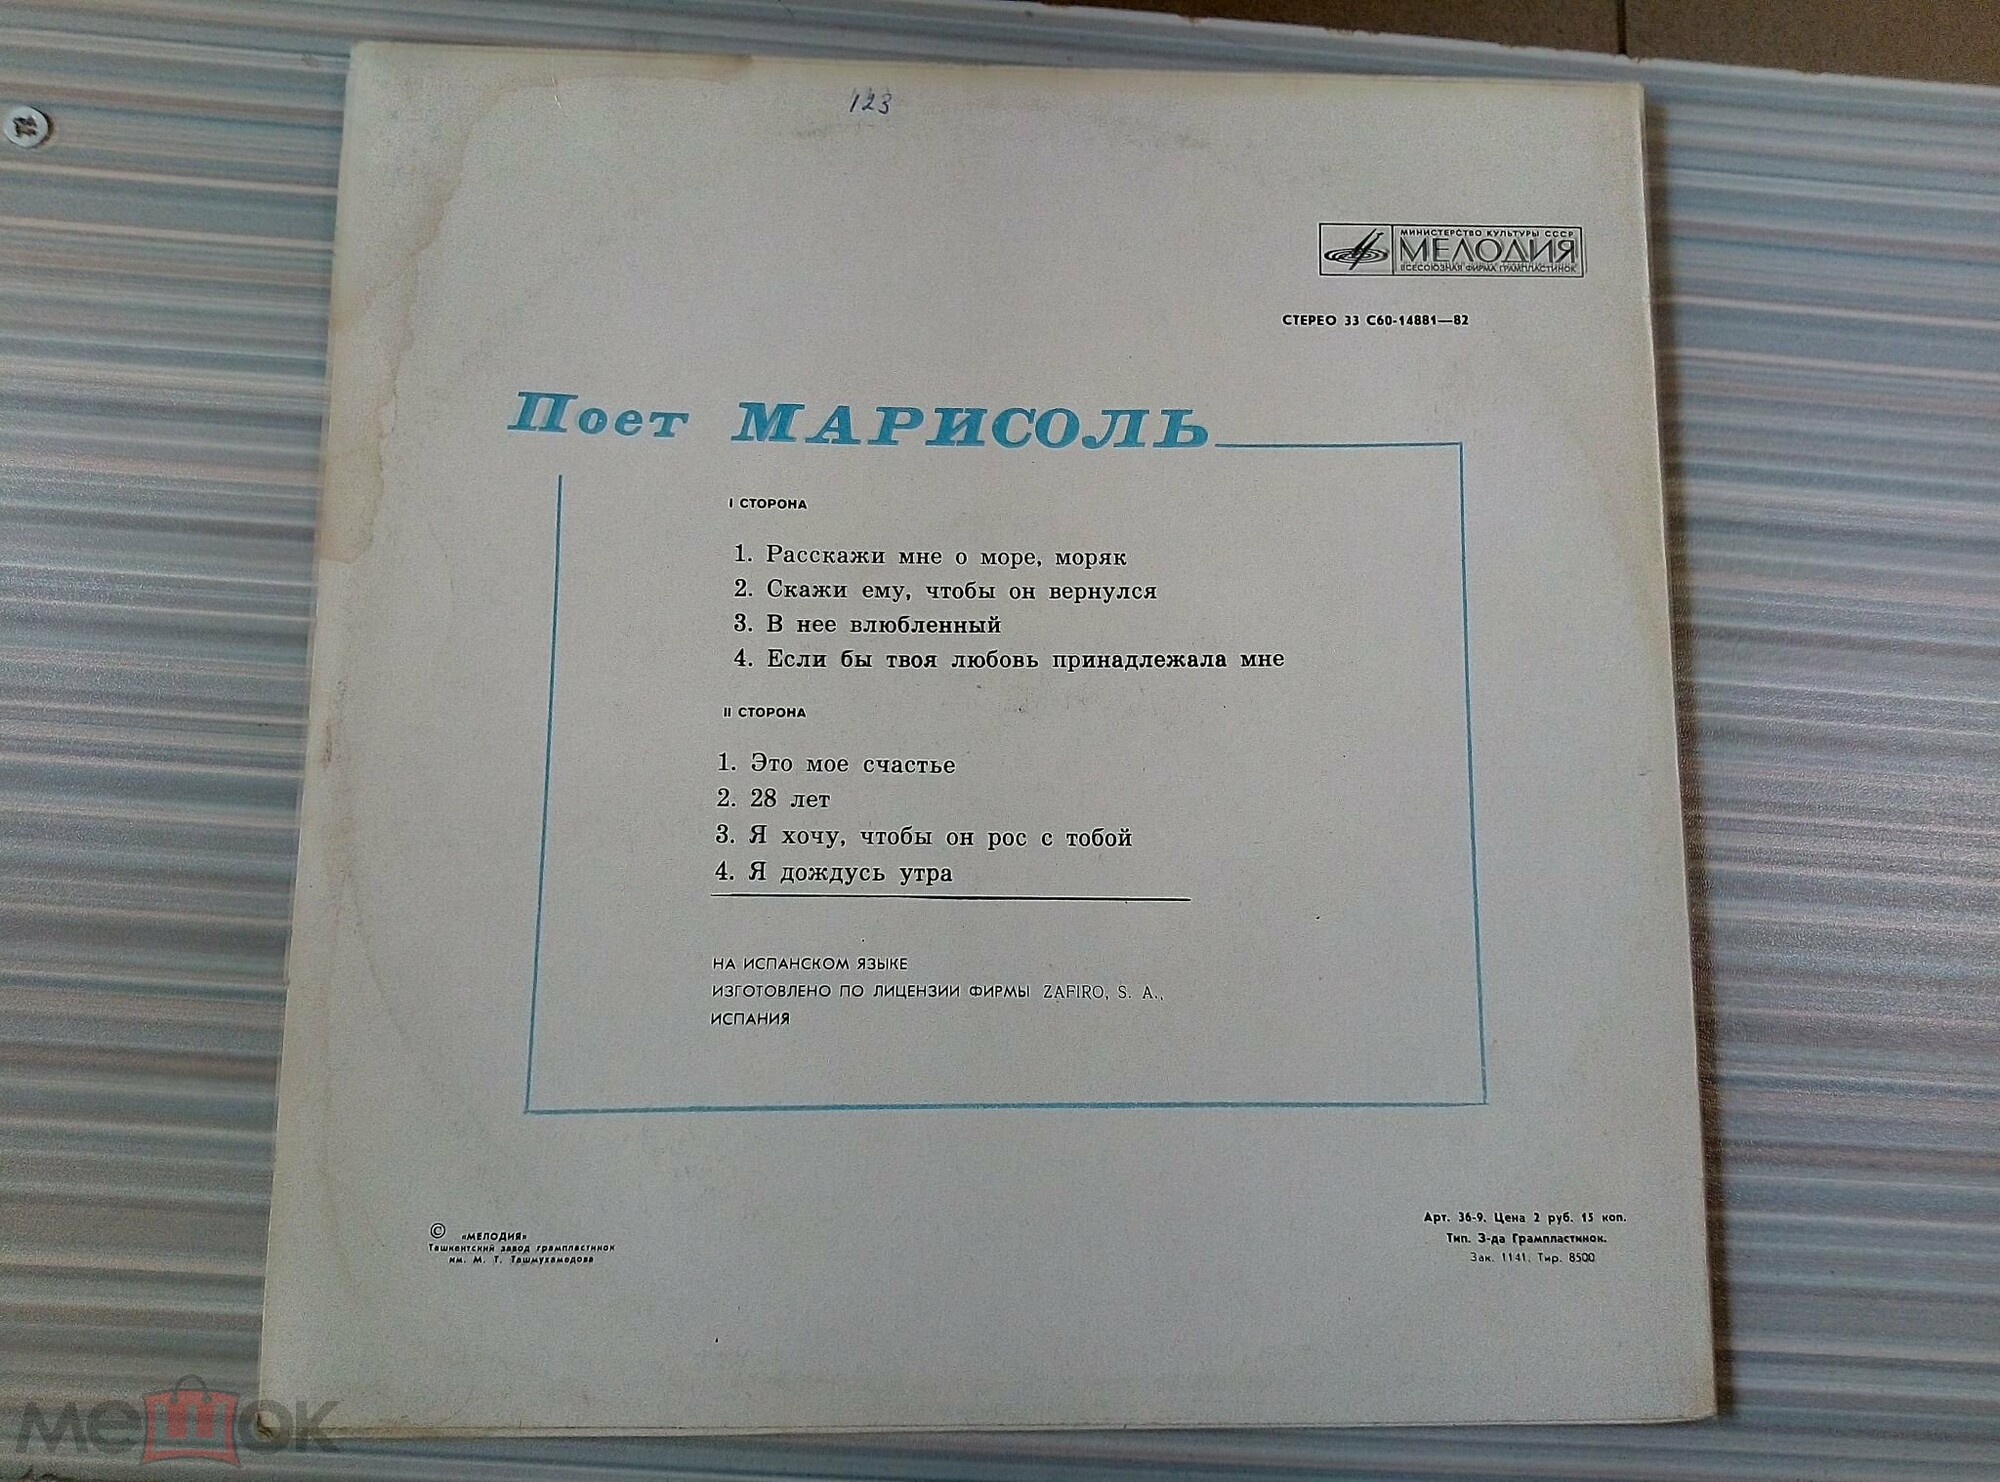 123
МИНИСТЕРСТВО КУЛЬТУРЫ СССР
МЕЛОДИЯ
ВСЕСОЮЗНАЯ ФИРМА ГРАМПЛАСТИНОК
СТЕРЕО 33 С60-14881—82
Поет МАРИСОЛЬ
I СТОРОНА
1. Расскажи мне о море, моряк
2. Скажи ему, чтобы он вернулся
3. В нее влюбленный
4. Если бы твоя любовь принадлежала мне
II СТОРОНА
1. Это мое счастье
2. 28 лет
3. Я хочу, чтобы он рос с тобой
4. Я дождусь утра
НА ИСПАНСКОМ ЯЗЫКЕ
ИЗГОТОВЛЕНО ПО ЛИЦЕНЗИИ ФИРМЫ ZAFIRO, S. A.,
ИСПАНИЯ
© «МЕЛОДИЯ»
Ташкентский завод грампластинок
им. М. Т. Ташмухамедова
Арт. 36-9. Цена 2 руб. 15 коп.
Тип. З-да Грампластинок.
Зак. 1141. Тир. 8500
мешок